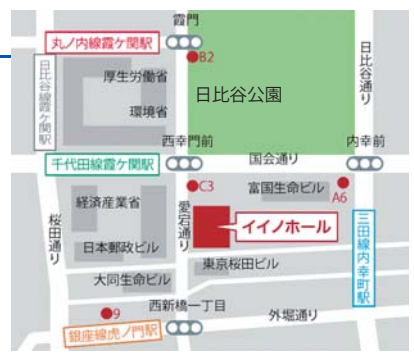 霞門
丸ノ内線霞ケ関駅
B2
日比谷通り
厚生労働省
日比谷公園
日比谷線霞ケ関駅
環境省
西幸門前
内幸前
千代田線霞ケ関駅
国会通り
C3
富国生命ビル
A6
経済産業省
愛宕通り
イイノホール
桜田通り
三田線内幸町駅
日本郵政ビル
東京桜田ビル
大同生命ビル
西新橋一丁目
9
外堀通り
銀座線虎ノ門駅